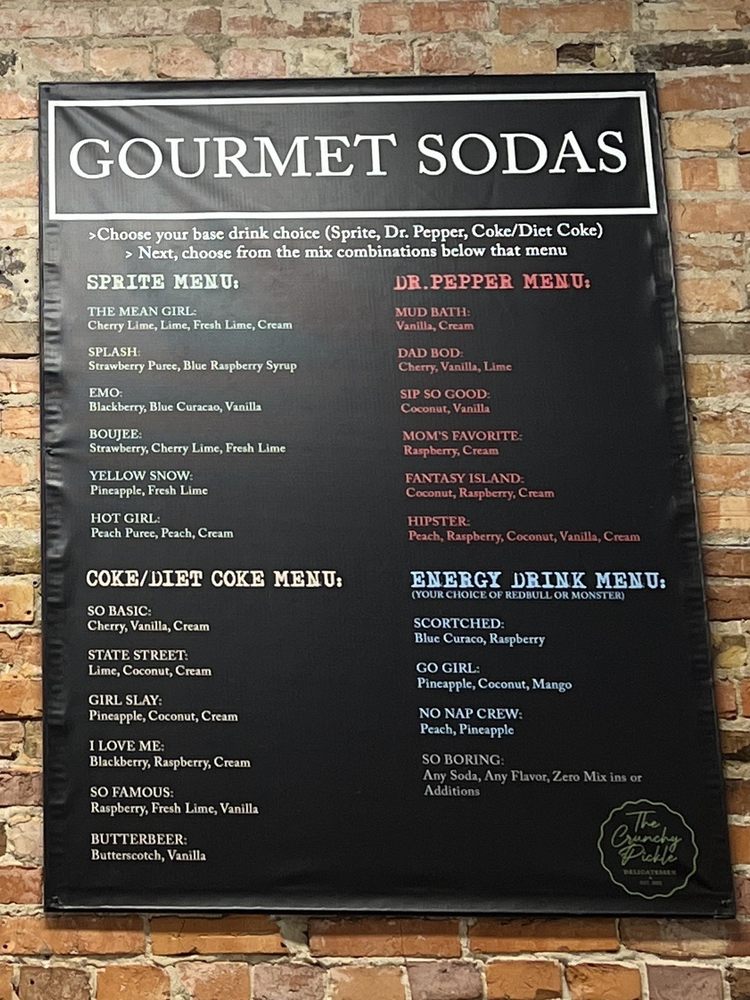 GOURMET SODAS
>Choose your base drink choice (Sprite, Dr. Pepper, Coke/Diet Coke)
> Next, choose from the mix combinations below that menu
SPRITE MENU:
THE MEAN GIRL:
Cherry Lime, Lime, Fresh Lime, Cream
SPLASH:
Strawberry Puree, Blue Raspberry Syrup
EMO:
Blackberry, Blue Curacao, Vanilla
BOUJEE:
Strawberry, Cherry Lime, Fresh Lime
YELLOW SNOW:
Pineapple, Fresh Lime
HOT GIRL:
Peach Puree, Peach, Cream
DR.PEPPER MENU:
MUD BATH:
Vanilla, Cream
DAD BOD:
Cherry, Vanilla, Lime
SIP SO GOOD:
Coconut, Vanilla
MOM'S FAVORITE:
Raspberry, Cream
FANTASY ISLAND:
Coconut, Raspberry, Cream
HIPSTER:
Peach, Raspberry, Coconut, Vanilla, Cream
COKE/DIET COKE MENU:
SO BASIC:
Cherry, Vanilla, Cream
STATE STREET:
Lime, Coconut, Cream
GIRL SLAY:
Pineapple, Coconut, Cream
I LOVE ME:
Blackberry, Raspberry, Cream
SO FAMOUS:
Raspberry, Fresh Lime, Vanilla
BUTTERBEER:
Butterscotch, Vanilla
ENERGY DRINK MENU:
(YOUR CHOICE OF REDBULL OR MONSTER)
SCORTCHED:
Blue Curaco, Raspberry
GO GIRL:
Pineapple, Coconut, Mango
NO NAP CREW:
Peach, Pineapple
SO BORING:
Any Soda, Any Flavor, Zero Mix ins or
Additions
The
Crunchy
Pickle
DELICATESSEN